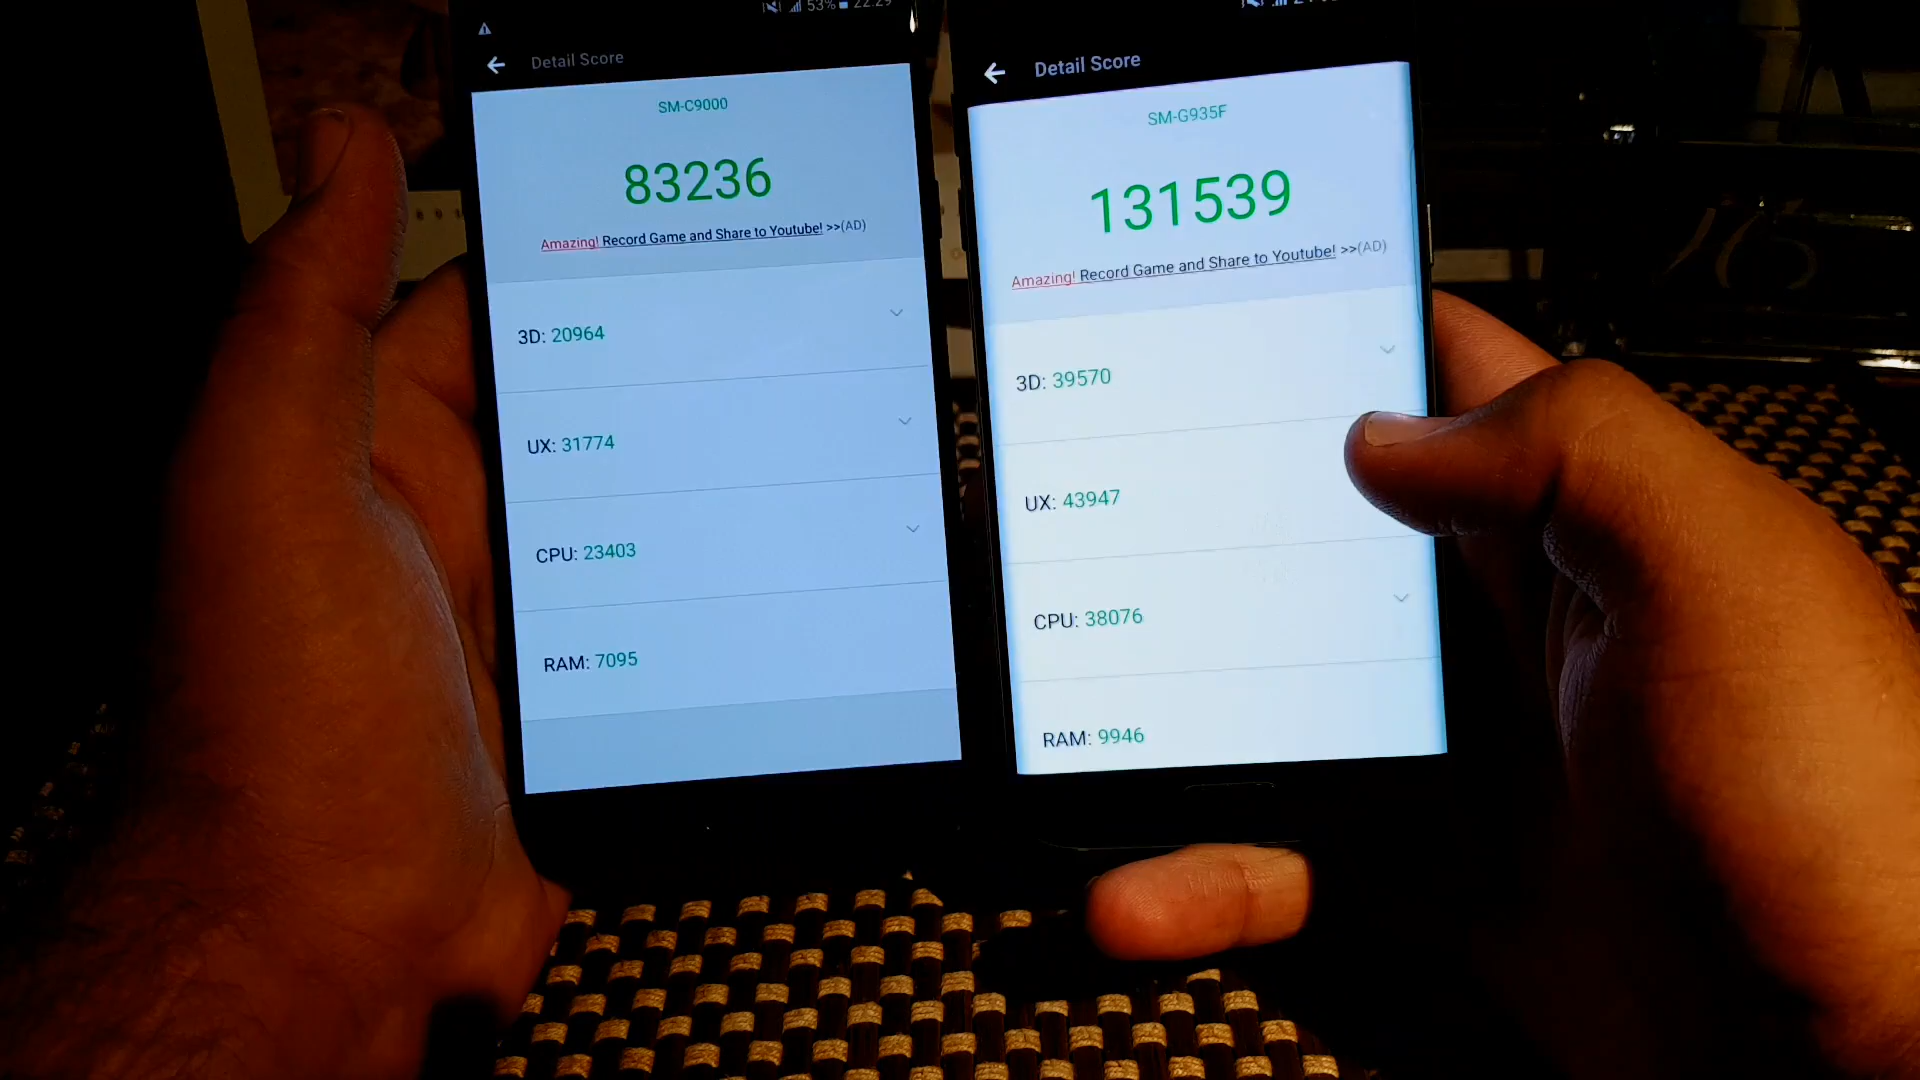 53% 22:29
Detail Score
SM-C9000
83236
Amazing! Record Game and Share to Youtube! >>(AD)
3D: 20964
UX: 31774
CPU: 23403
RAM: 7095
Detail Score
SM-G935F
131539
Amazing! Record Game and Share to Youtube! >>(AD)
3D: 39570
UX: 43947
CPU: 38076
RAM: 9946